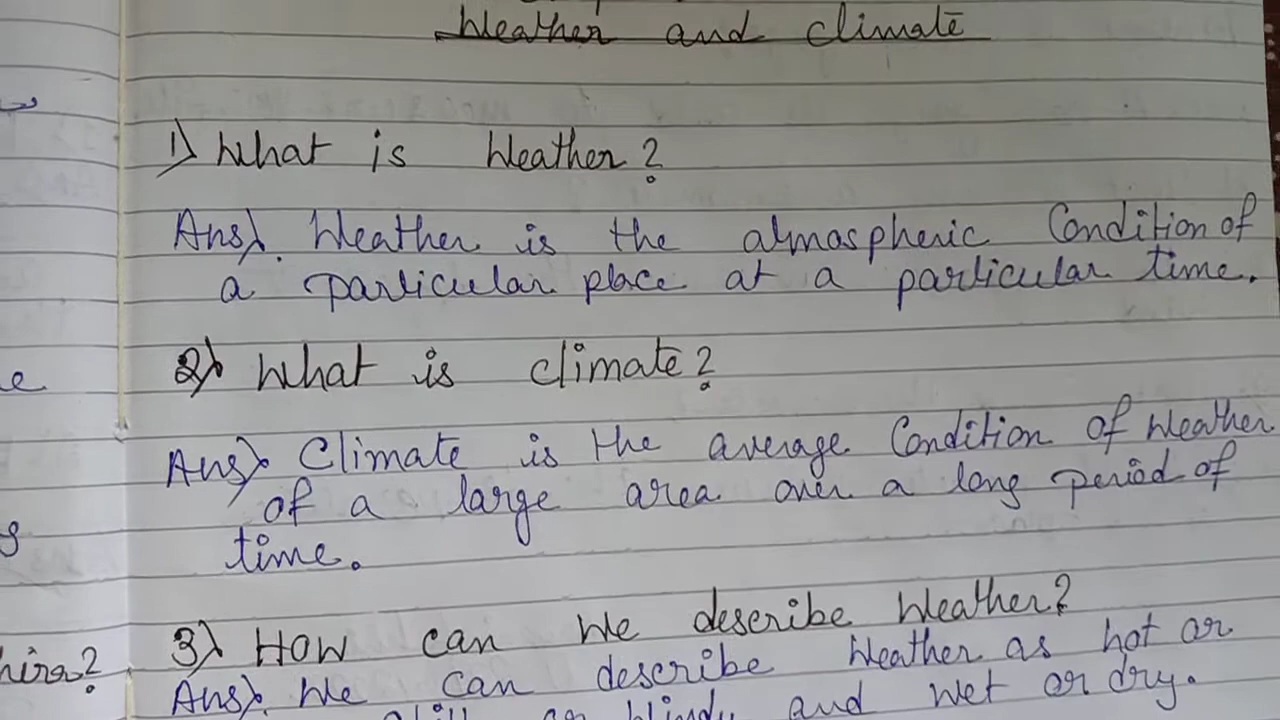 Weather and climate
1) What is Weather?
Ans). Weather is the atmospheric Condition of
a particular place at a particular time.
2) What is climate?
Ans) Climate is the average Condition of Weather
of a large area over a long period of
time.
3) How can We describe Weather?
Ans). We can describe Weather as hot or
or Windy and Wet or dry.